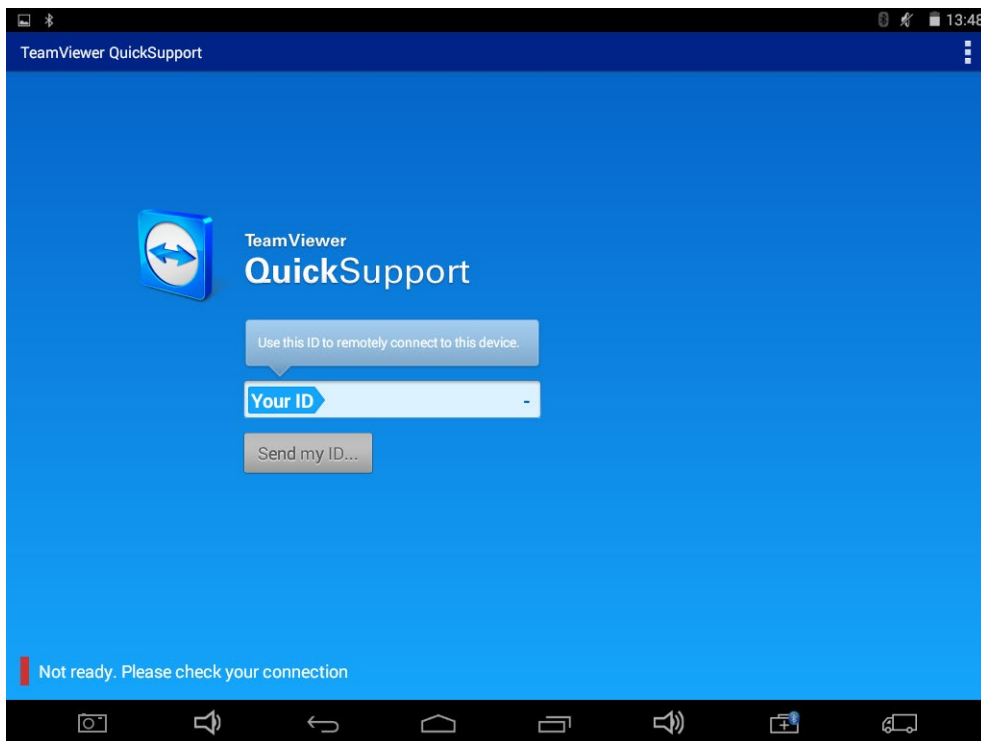 13:48
TeamViewer QuickSupport
TeamViewer
QuickSupport
Use this ID to remotely connect to this device.
Your ID -
Send my ID...
Not ready. Please check your connection